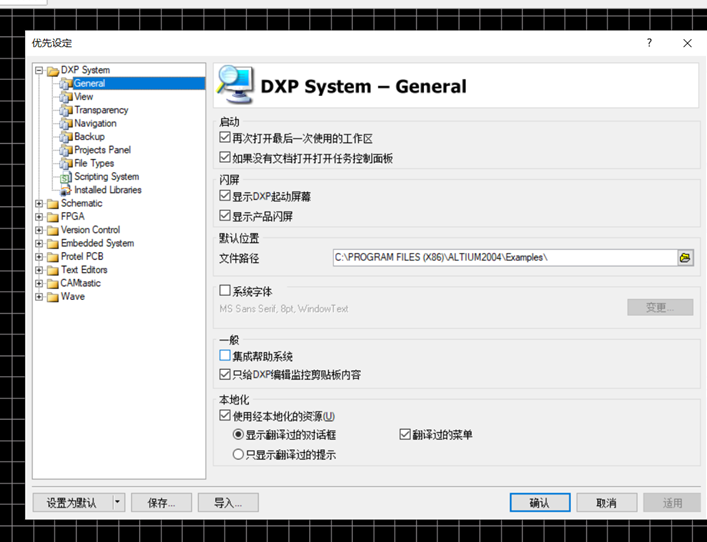 优先设定
?
DXP System
General
View
Transparency
Navigation
Backup
Projects Panel
File Types
Scripting System
Installed Libraries
Schematic
FPGA
Version Control
Embedded System
Protel PCB
Text Editors
CAMtastic
Wave
DXP System – General
启动
再次打开最后一次使用的工作区
如果没有文档打开打开任务控制面板
闪屏
显示DXP起动屏幕
显示产品闪屏
默认位置
文件路径 C:\PROGRAM FILES (X86)\ALTIUM2004\Examples\
系统字体
MS Sans Serif, 8pt, WindowText 变更...
一般
集成帮助系统
只给DXP编辑监控剪贴板内容
本地化
使用经本地化的资源(U)
显示翻译过的对话框 翻译过的菜单
只显示翻译过的提示
设置为默认 保存... 导入... 确认 取消 适用